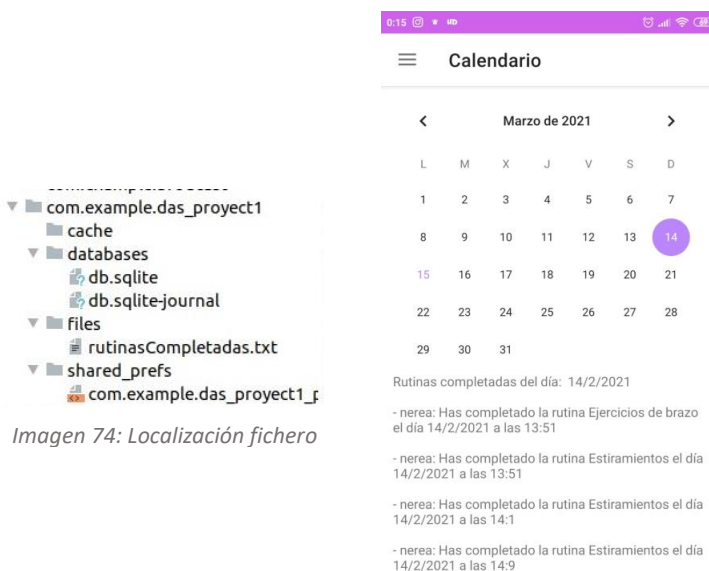 com.example.das_proyect1
cache
databases
db.sqlite
db.sqlite-journal
files
rutinasCompletadas.txt
shared_prefs
com.example.das_proyect1_p
Imagen 74: Localización fichero
0:15
Calendario
Marzo de 2021
L M X J V S D
1 2 3 4 5 6 7
8 9 10 11 12 13 14
15 16 17 18 19 20 21
22 23 24 25 26 27 28
29 30 31
Rutinas completadas del día: 14/2/2021
- nerea: Has completado la rutina Ejercicios de brazo
el día 14/2/2021 a las 13:51
- nerea: Has completado la rutina Estiramientos el día
14/2/2021 a las 13:51
- nerea: Has completado la rutina Estiramientos el día
14/2/2021 a las 14:1
- nerea: Has completado la rutina Estiramientos el día
14/2/2021 a las 14:9